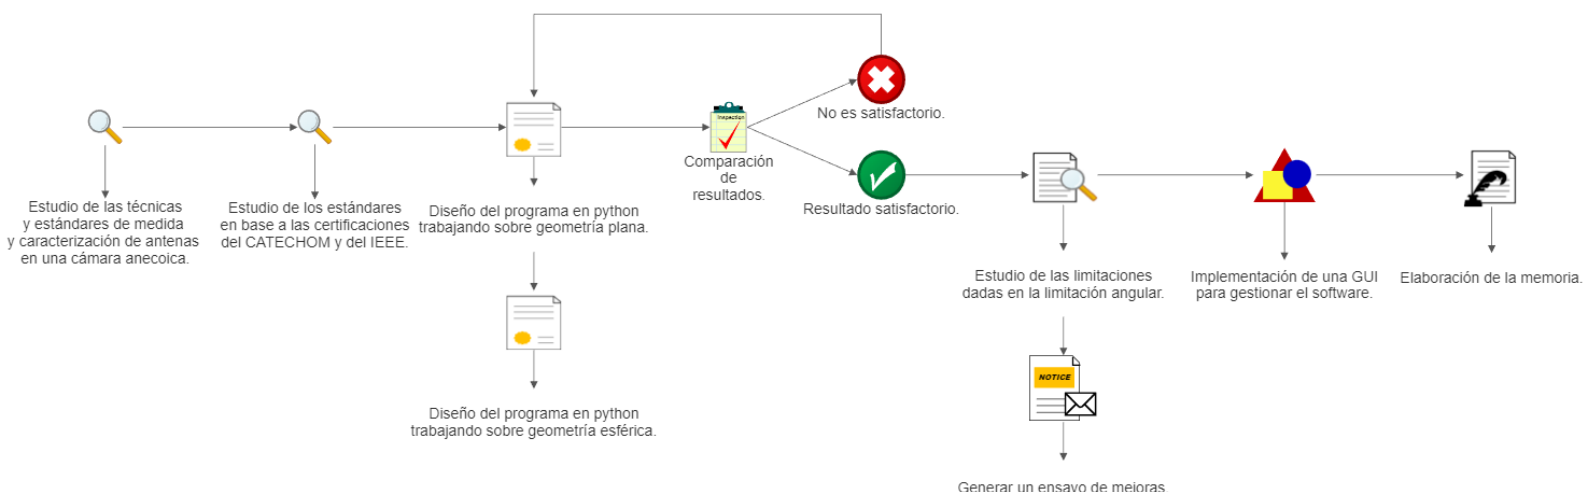 Estudio de las técnicas
y estándares de medida
y caracterización de antenas
en una cámara anecoica.
Estudio de los estándares
en base a las certificaciones
del CATECHOM y del IEEE.
Diseño del programa en python
trabajando sobre geometría plana.
Diseño del programa en python
trabajando sobre geometría esférica.
Inspection
Comparación
de
resultados.
No es satisfactorio.
Resultado satisfactorio.
Estudio de las limitaciones
dadas en la limitación angular.
NOTICE
Generar un ensayo de mejoras
Implementación de una GUI
para gestionar el software.
Elaboración de la memoria.